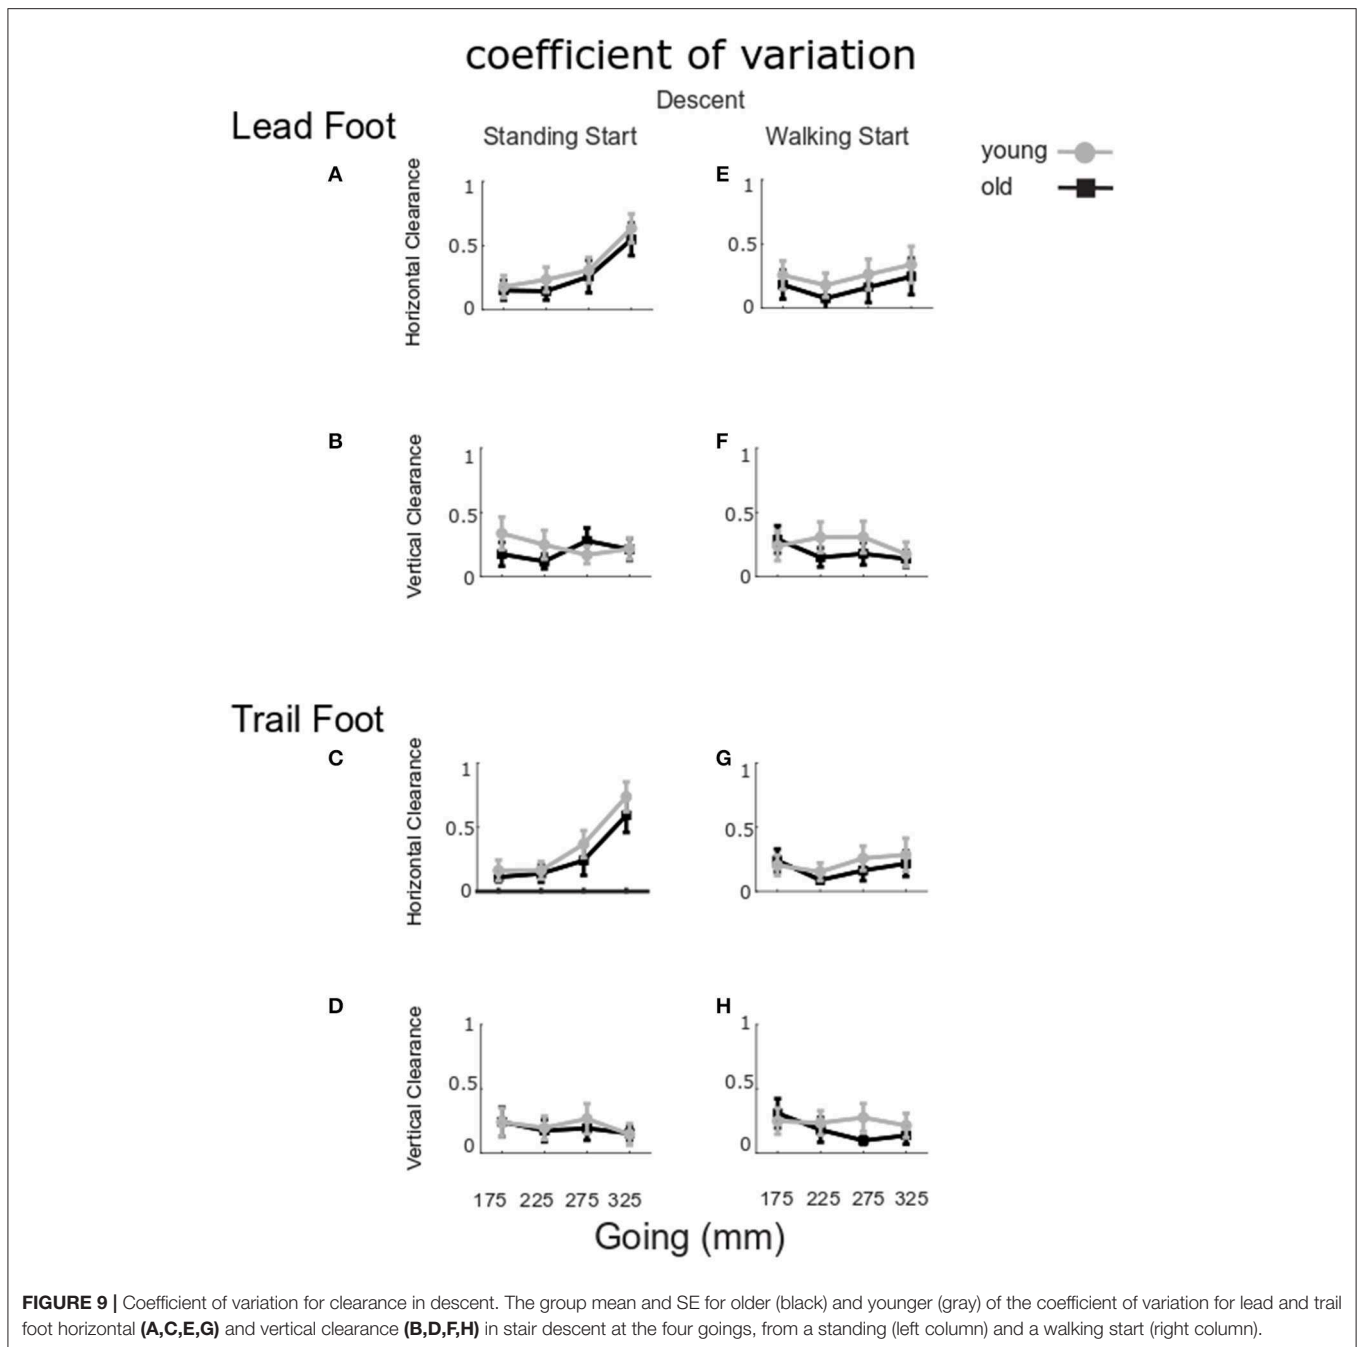 coefficient of variation
Descent
Lead Foot
Standing Start
Walking Start
young
old
A
Horizontal Clearance
1
0.5
0
E
1
0.5
0
B
Vertical Clearance
1
0.5
0
F
1
0.5
0
Trail Foot
C
Horizontal Clearance
1
0.5
0
G
1
0.5
0
D
Vertical Clearance
1
0.5
0
H
1
0.5
0
175 225 275 325
175 225 275 325
Going (mm)
FIGURE 9 | Coefficient of variation for clearance in descent. The group mean and SE for older (black) and younger (gray) of the coefficient of variation for lead and trail
foot horizontal (A,C,E,G) and vertical clearance (B,D,F,H) in stair descent at the four goings, from a standing (left column) and a walking start (right column).